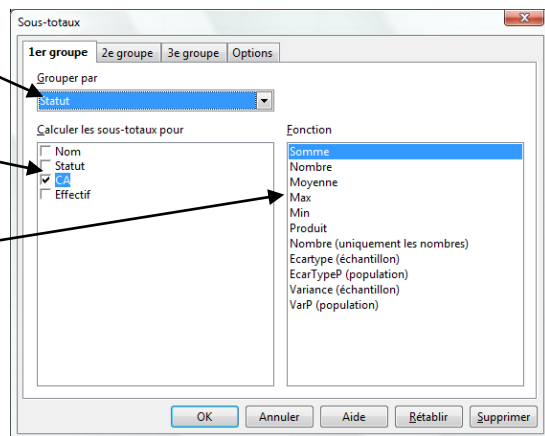 Sous-totaux
1er groupe 2e groupe 3e groupe Options
Grouper par
Statut
Calculer les sous-totaux pour
Nom
Statut
CA
Effectif
Fonction
Somme
Nombre
Moyenne
Max
Min
Produit
Nombre (uniquement les nombres)
Ecartype (échantillon)
EcarTypeP (population)
Variance (échantillon)
VarP (population)
OK Annuler Aide Rétablir Supprimer